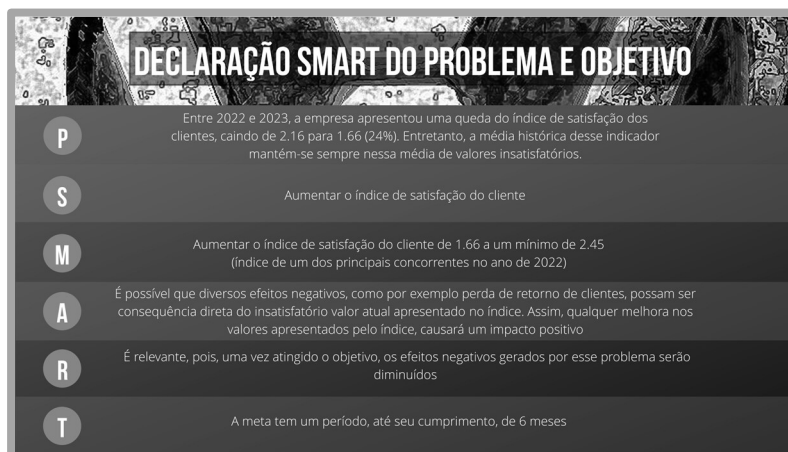 DECLARAÇÃO SMART DO PROBLEMA E OBJETIVO
P
Entre 2022 e 2023, a empresa apresentou uma queda do índice de satisfação dos
clientes, caindo de 2.16 para 1.66 (24%). Entretanto, a média histórica desse indicador
mantém-se sempre nessa média de valores insatisfatórios.
S
Aumentar o índice de satisfação do cliente
M
Aumentar o índice de satisfação do cliente de 1.66 a um mínimo de 2.45
(índice de um dos principais concorrentes no ano de 2022)
A
É possível que diversos efeitos negativos, como por exemplo perda de retorno de clientes, possam ser
consequência direta do insatisfatório valor atual apresentado no índice. Assim, qualquer melhora nos
valores apresentados pelo índice, causará um impacto positivo
R
É relevante, pois, uma vez atingido o objetivo, os efeitos negativos gerados por esse problema serão
diminuídos
T
A meta tem um período, até seu cumprimento, de 6 meses